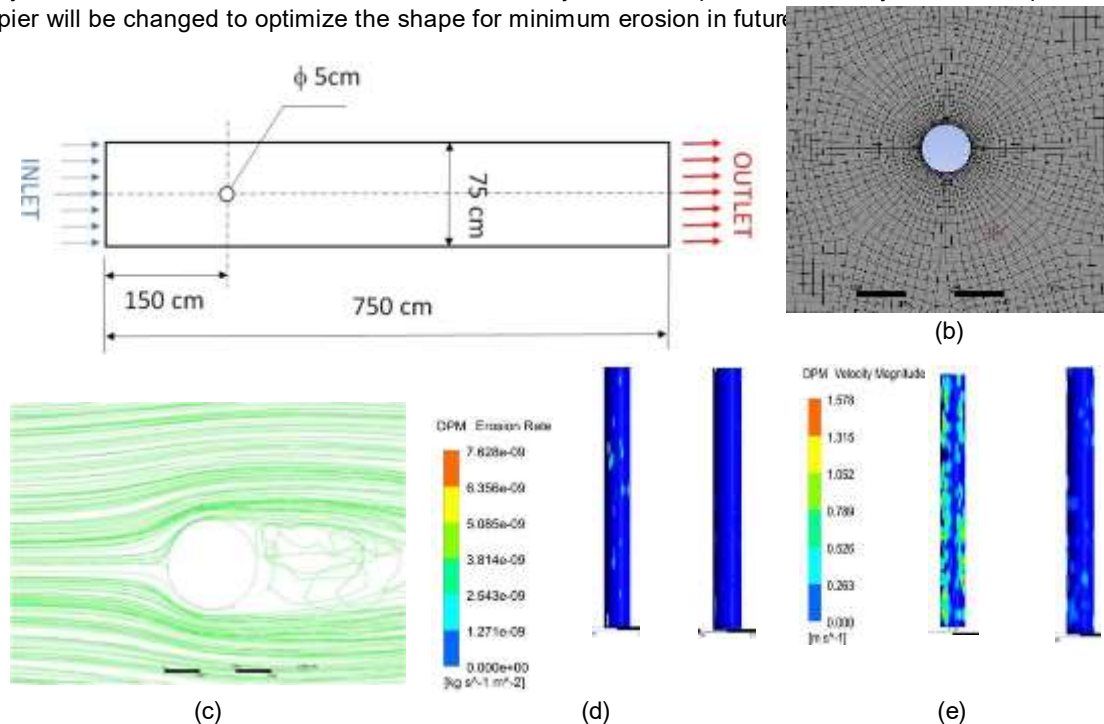 pier will be changed to optimize the shape for minimum erosion in future
ϕ 5cm
INLET
75 cm
OUTLET
150 cm
750 cm
(b)
DPM Erosion Rate
7.628e-09
6.356e-09
5.085e-09
3.814e-09
2.543e-09
1.271e-09
0.000e+00
[kg s^-1 m^-2]
DPM Velocity Magnitude
1.578
1.315
1.052
0.789
0.526
0.263
0.000
[m s^-1]
(c)
(d)
(e)